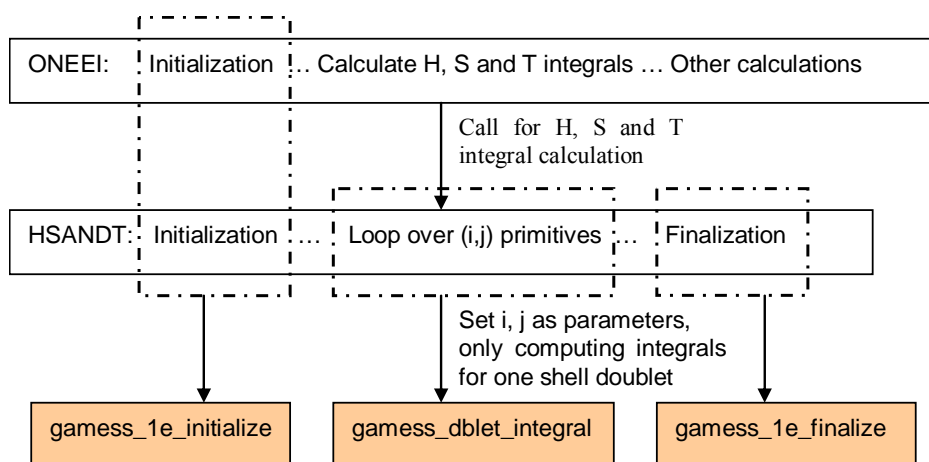 ONEEI: Initialization … Calculate H, S and T integrals … Other calculations
Call for H, S and T
integral calculation
HSANDT: Initialization … Loop over (i,j) primitives … Finalization
Set i, j as parameters,
only computing integrals
for one shell doublet
gamess_1e_initialize
gamess_dblet_integral
gamess_1e_finalize